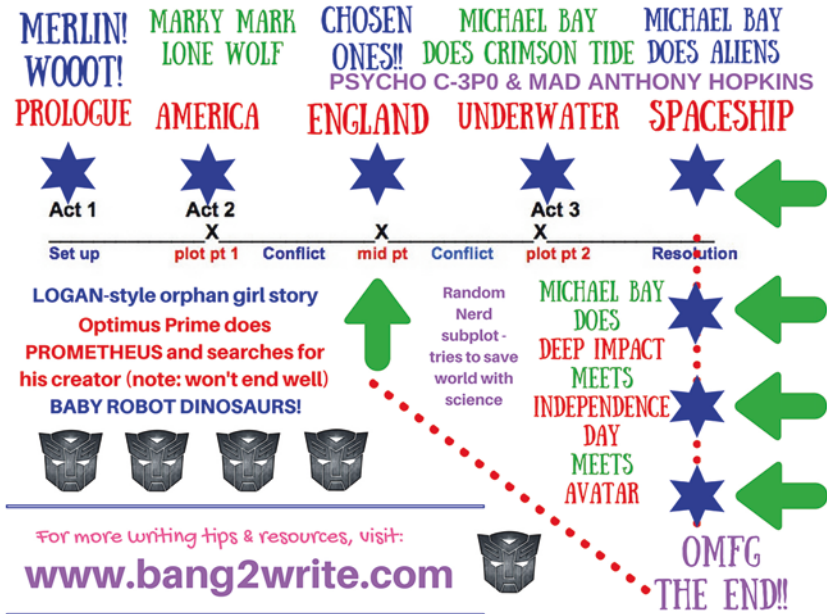 MERLIN!
WOOOT!
MARKY MARK
LONE WOLF
CHOSEN
ONES!!
MICHAEL BAY
DOES CRIMSON TIDE
MICHAEL BAY
DOES ALIENS
PSYCHO C-3P0 & MAD ANTHONY HOPKINS
PROLOGUE
AMERICA
ENGLAND
UNDERWATER
SPACESHIP
Act 1
Act 2
Act 3
X
X
X
Set up
plot pt 1
Conflict
mid pt
Conflict
plot pt 2
Resolution
LOGAN-style orphan girl story
Optimus Prime does
PROMETHEUS and searches for
his creator (note: won't end well)
BABY ROBOT DINOSAURS!
Random
Nerd
subplot -
tries to save
world with
science
MICHAEL BAY
DOES
DEEP IMPACT
MEETS
INDEPENDENCE
DAY
MEETS
AVATAR
OMFG
THE END!!
For more writing tips & resources, visit:
www.bang2write.com